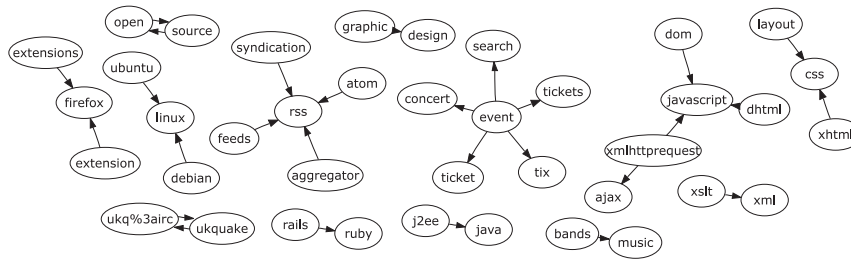 open
source
graphic
design
extensions
firefox
extension
ubuntu
linux
debian
syndication
atom
rss
feeds
aggregator
search
concert
tickets
event
ticket
tix
dom
javascript
dhtml
xmlhttprequest
ajax
layout
css
xhtml
xslt
xml
ukq%3airc
ukquake
rails
ruby
j2ee
java
bands
music